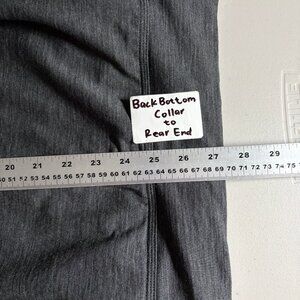 Back Bottom
Collar
to
Rear End
20 21 22 23 24 25 26 27 28 29
51 52 53 54 55 56 57 58 59 60 61 62 63 64 65 66 67 68 69 70 71 72 73 74 75